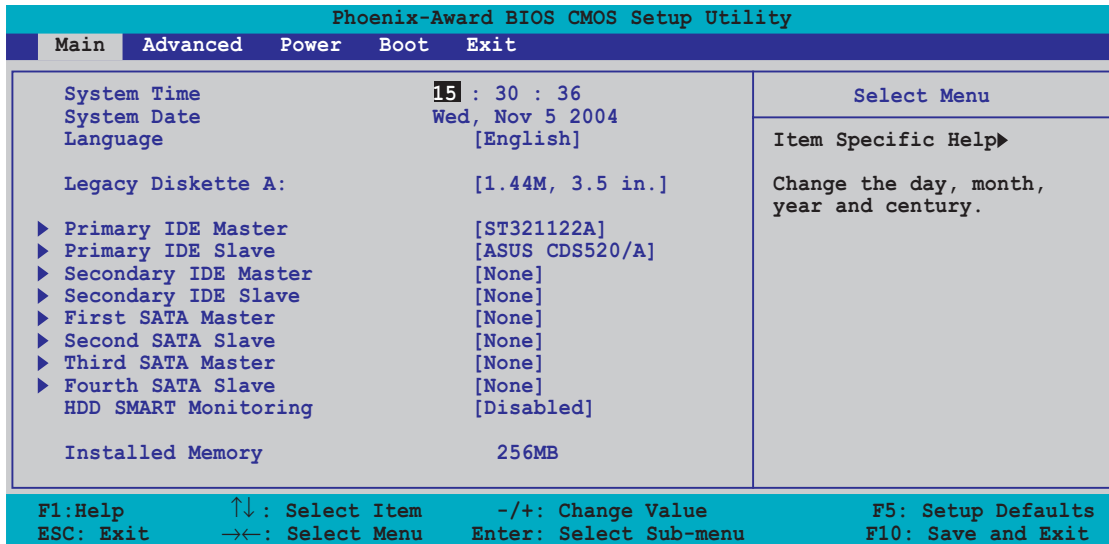 Phoenix-Award BIOS CMOS Setup Utility
Main Advanced Power Boot Exit
System Time 15 : 30 : 36
System Date Wed, Nov 5 2004
Language [English]
Legacy Diskette A: [1.44M, 3.5 in.]
Primary IDE Master [ST321122A]
Primary IDE Slave [ASUS CDS520/A]
Secondary IDE Master [None]
Secondary IDE Slave [None]
First SATA Master [None]
Second SATA Slave [None]
Third SATA Master [None]
Fourth SATA Slave [None]
HDD SMART Monitoring [Disabled]
Installed Memory 256MB
Select Menu
Item Specific Help▶
Change the day, month,
year and century.
F1:Help ↑↓: Select Item -/+: Change Value F5: Setup Defaults
ESC: Exit →←: Select Menu Enter: Select Sub-menu F10: Save and Exit